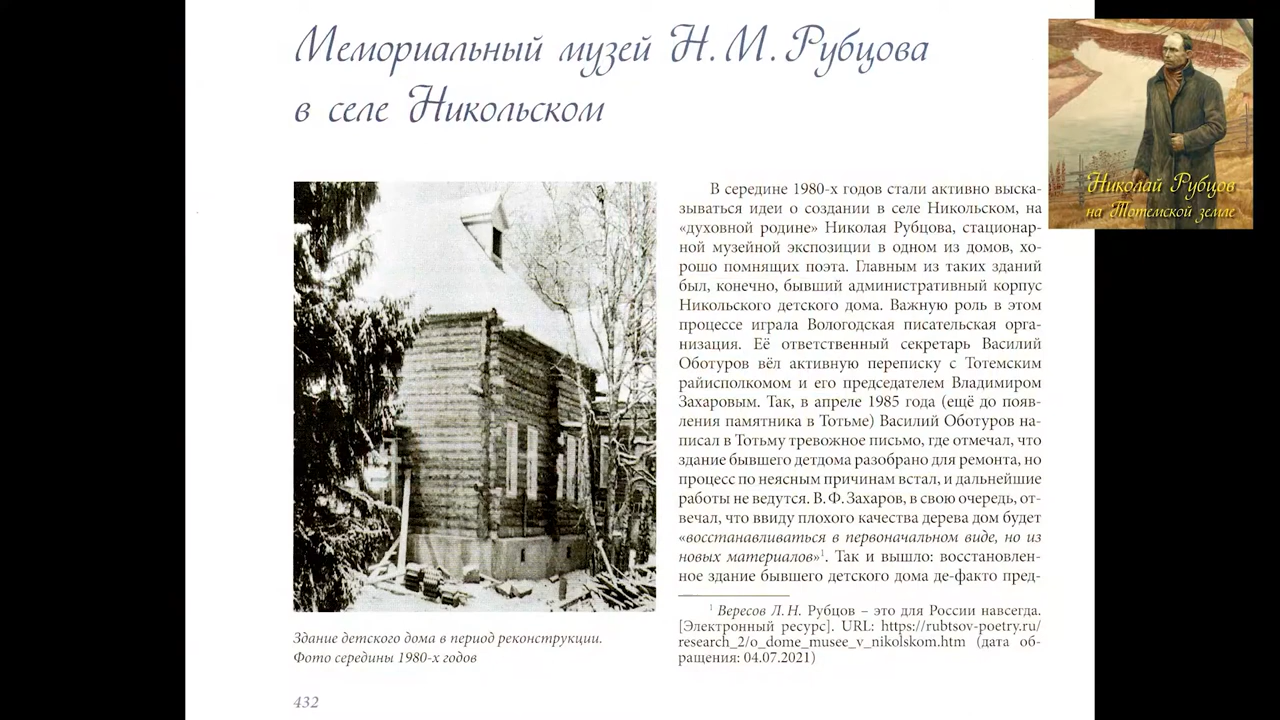 Мемориальный музей Н. М. Рубцова
в селе Никольском
В середине 1980-х годов стали активно выска-
зываться идеи о создании в селе Никольском, на
«духовной родине» Николая Рубцова, стационар-
ной музейной экспозиции в одном из домов, хо-
рошо помнящих поэта. Главным из таких зданий
был, конечно, бывший административный корпус
Никольского детского дома. Важную роль в этом
процессе играла Вологодская писательская орга-
низация. Её ответственный секретарь Василий
Оботуров вёл активную переписку с Тотемским
райисполкомом и его председателем Владимиром
Захаровым. Так, в апреле 1985 года (ещё до появ-
ления памятника в Тотьме) Василий Оботуров на-
писал в Тотьму тревожное письмо, где отмечал, что
здание бывшего детдома разобрано для ремонта, но
процесс по неясным причинам встал, и дальнейшие
работы не ведутся. В. Ф. Захаров, в свою очередь, от-
вечал, что ввиду плохого качества дерева дом будет
«восстанавливаться в первоначальном виде, но из
новых материалов»¹. Так и вышло: восстановлен-
ное здание бывшего детского дома де-факто пред-
¹ Вересов Л. Н. Рубцов – это для России навсегда.
[Электронный ресурс]. URL: https://rubtsov-poetry.ru/
research_2/o_dome_musee_v_nikolskom.htm (дата об-
ращения: 04.07.2021)
Здание детского дома в период реконструкции.
Фото середины 1980-х годов
432
Николай Рубцов
на Тотемской земле